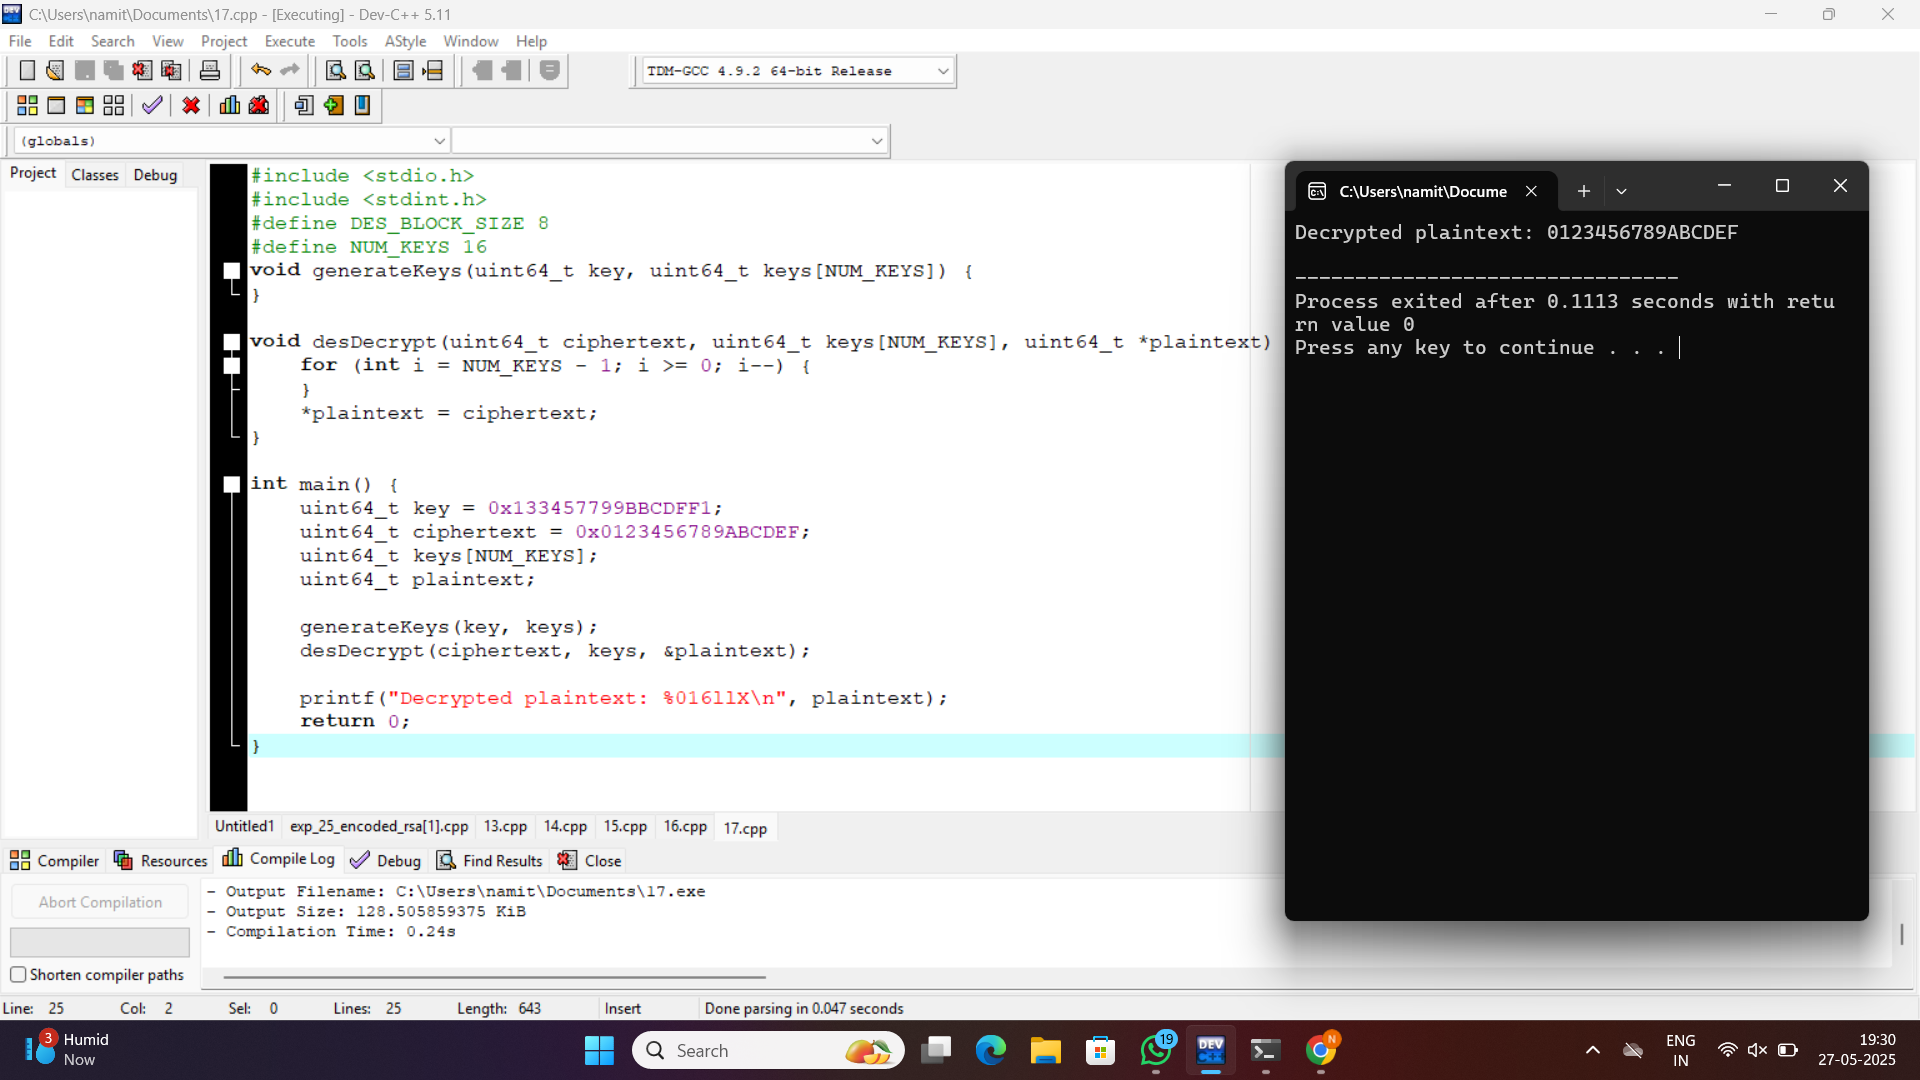 C:\Users\namit\Documents\17.cpp - [Executing] - Dev-C++ 5.11
File Edit Search View Project Execute Tools AStyle Window Help
TDM-GCC 4.9.2 64-bit Release
(globals)
Project Classes Debug
#include <stdio.h>
#include <stdint.h>
#define DES_BLOCK_SIZE 8
#define NUM_KEYS 16
void generateKeys(uint64_t key, uint64_t keys[NUM_KEYS]) {
}
void desDecrypt(uint64_t ciphertext, uint64_t keys[NUM_KEYS], uint64_t *plaintext)
    for (int i = NUM_KEYS - 1; i >= 0; i--) {
    }
    *plaintext = ciphertext;
}
int main() {
    uint64_t key = 0x133457799BBCDFF1;
    uint64_t ciphertext = 0x0123456789ABCDEF;
    uint64_t keys[NUM_KEYS];
    uint64_t plaintext;
    generateKeys(key, keys);
    desDecrypt(ciphertext, keys, &plaintext);
    printf("Decrypted plaintext: %016llX\n", plaintext);
    return 0;
}
C:\Users\namit\Docume
Decrypted plaintext: 0123456789ABCDEF
--------------------------------
Process exited after 0.1113 seconds with retu
rn value 0
Press any key to continue . . .
Untitled1 exp_25_encoded_rsa[1].cpp 13.cpp 14.cpp 15.cpp 16.cpp 17.cpp
Compiler Resources Compile Log Debug Find Results Close
Abort Compilation
Shorten compiler paths
- Output Filename: C:\Users\namit\Documents\17.exe
- Output Size: 128.505859375 KiB
- Compilation Time: 0.24s
Line: 25 Col: 2 Sel: 0 Lines: 25 Length: 643 Insert Done parsing in 0.047 seconds
3
Humid
Now
Search
19
DEV
N
ENG
IN
19:30
27-05-2025